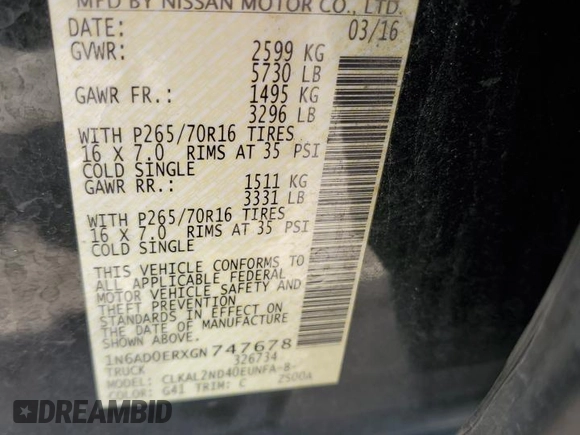 MFD BY NISSAN MOTOR CO., LTD.
DATE: 03/16
GVWR: 2599 KG
5730 LB
GAWR FR.: 1495 KG
3296 LB
WITH P265/70R16 TIRES
16 X 7.0 RIMS AT 35 PSI
COLD SINGLE
GAWR RR.: 1511 KG
3331 LB
WITH P265/70R16 TIRES
16 X 7.0 RIMS AT 35 PSI
COLD SINGLE
THIS VEHICLE CONFORMS TO
ALL APPLICABLE FEDERAL
MOTOR VEHICLE SAFETY AND
THEFT PREVENTION
STANDARDS IN EFFECT ON
THE DATE OF MANUFACTURE
SHOWN ABOVE.
1N6AD0ERXGN747678
326734
TRUCK
MODEL: CLKAL2ND40EUNFA-8-
COLOR: G41 TRIM: C 2500A
DREAMBID
dreambid.com